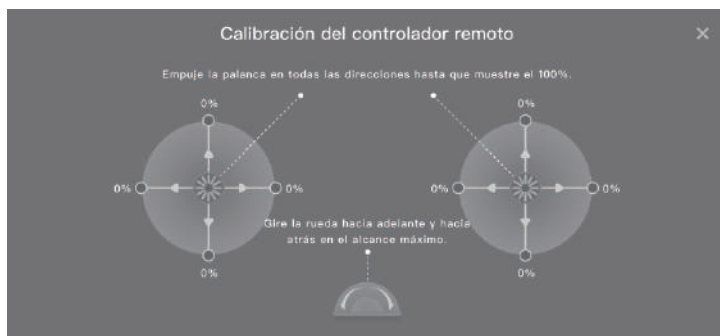 Calibración del controlador remoto
Empuje la palanca en todas las direcciones hasta que muestre el 100%.
0%
0%
0%
0%
0%
0%
Gire la rueda hacia adelante y hacia
atrás en el alcance máximo.
0%
0%